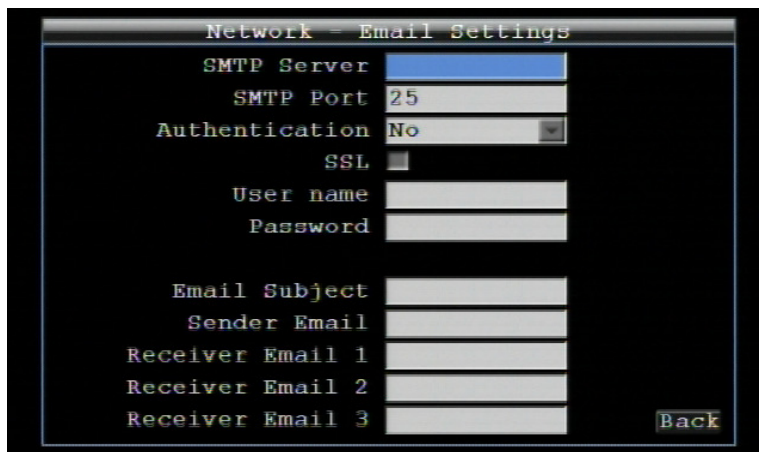 Network - Email Settings
SMTP Server
SMTP Port 25
Authentication No
SSL
User name
Password
Email Subject
Sender Email
Receiver Email 1
Receiver Email 2
Receiver Email 3
Back